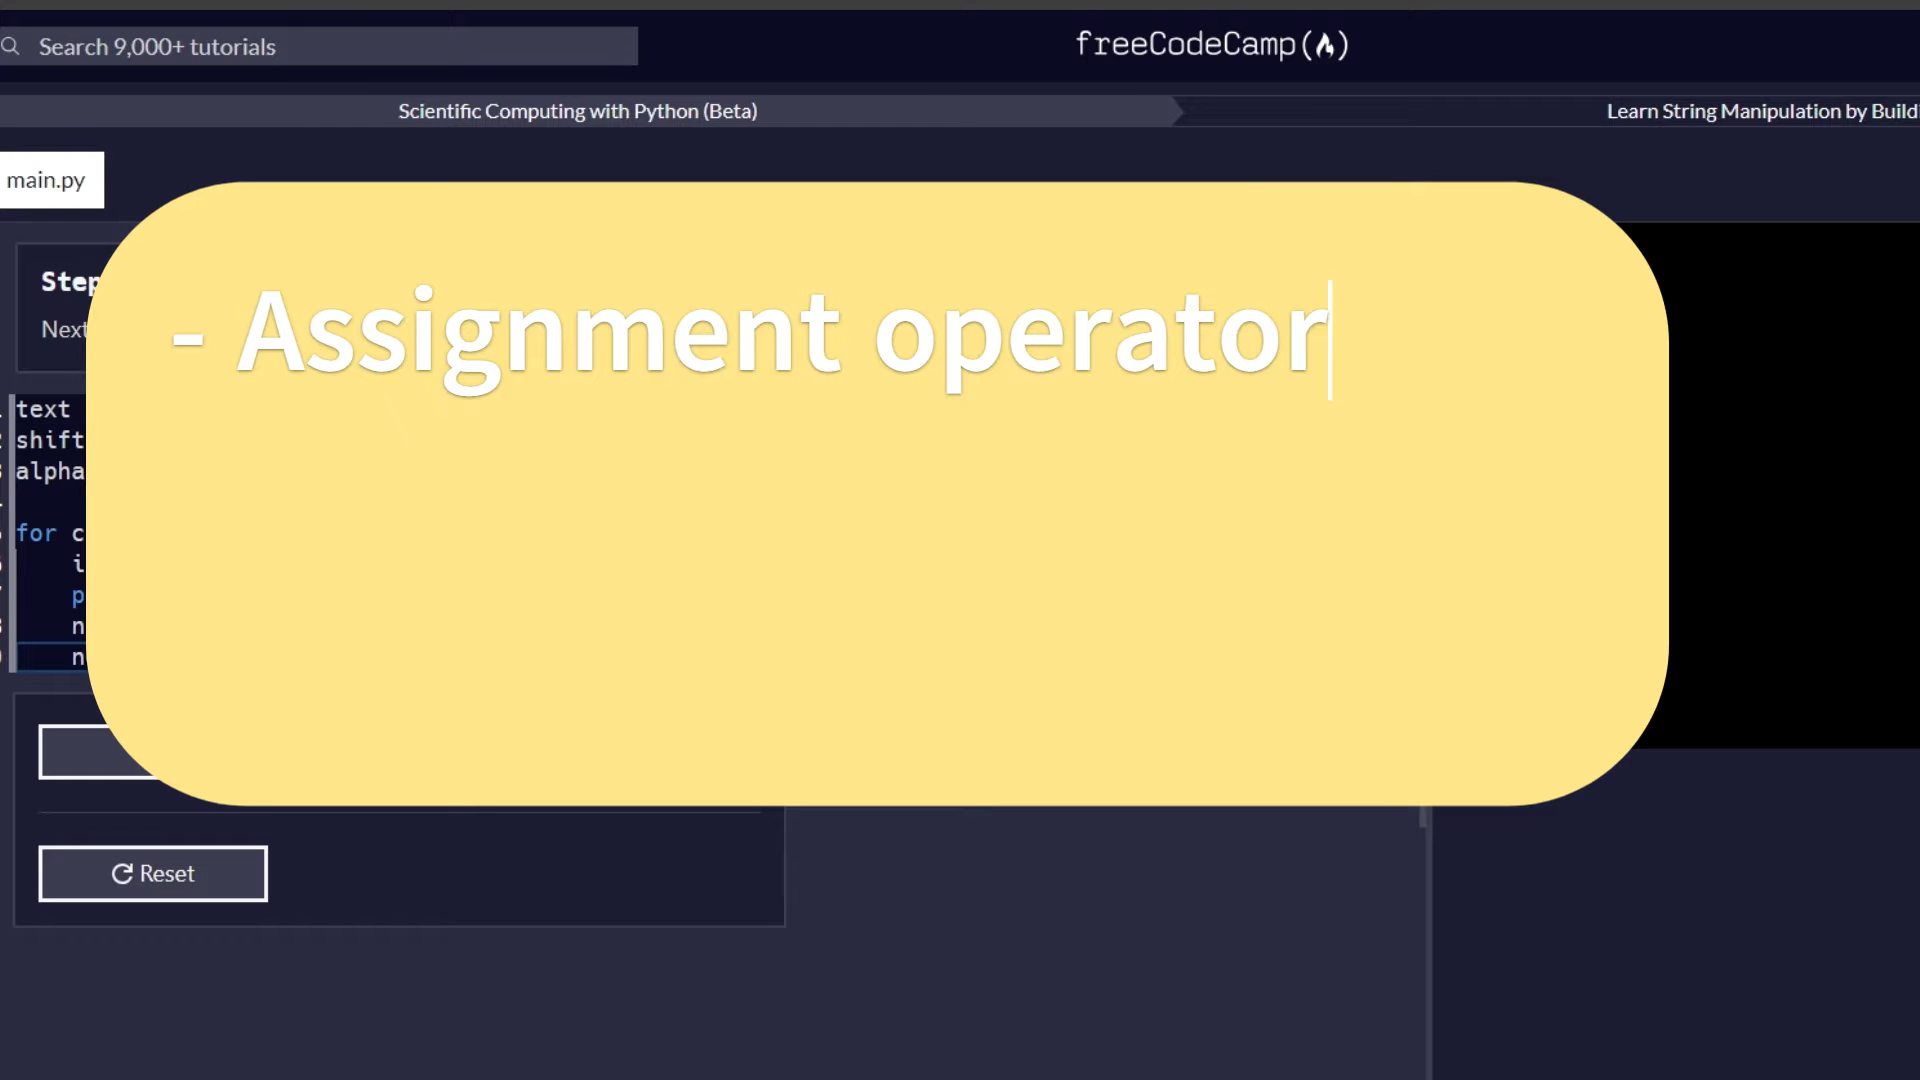 Search 9,000+ tutorials
freeCodeCamp(🔥)
Scientific Computing with Python (Beta)
Learn String Manipulation by Buildi
main.py
Step
Next
- Assignment operator
text
shift
alpha
for c
i
p
n
n
Reset